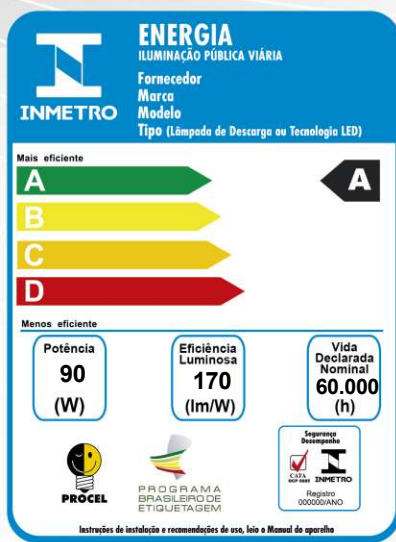 ENERGIA
ILUMINAÇÃO PÚBLICA VIÁRIA
INMETRO
Fornecedor
Marca
Modelo
Tipo (Lâmpada de Descarga ou Tecnologia LED)
Mais eficiente
A
A
B
C
D
Menos eficiente
Potência
90
(W)
Eficiência
Luminosa
170
(lm/W)
Vida
Declarada
Nominal
60.000
(h)
PROCEL
PROGRAMA
BRASILEIRO DE
ETIQUETAGEM
Segurança
Desempenho
INMETRO
Registro
000000/ANO
Instruções de instalação e recomendações de uso, leia o Manual do aparelho